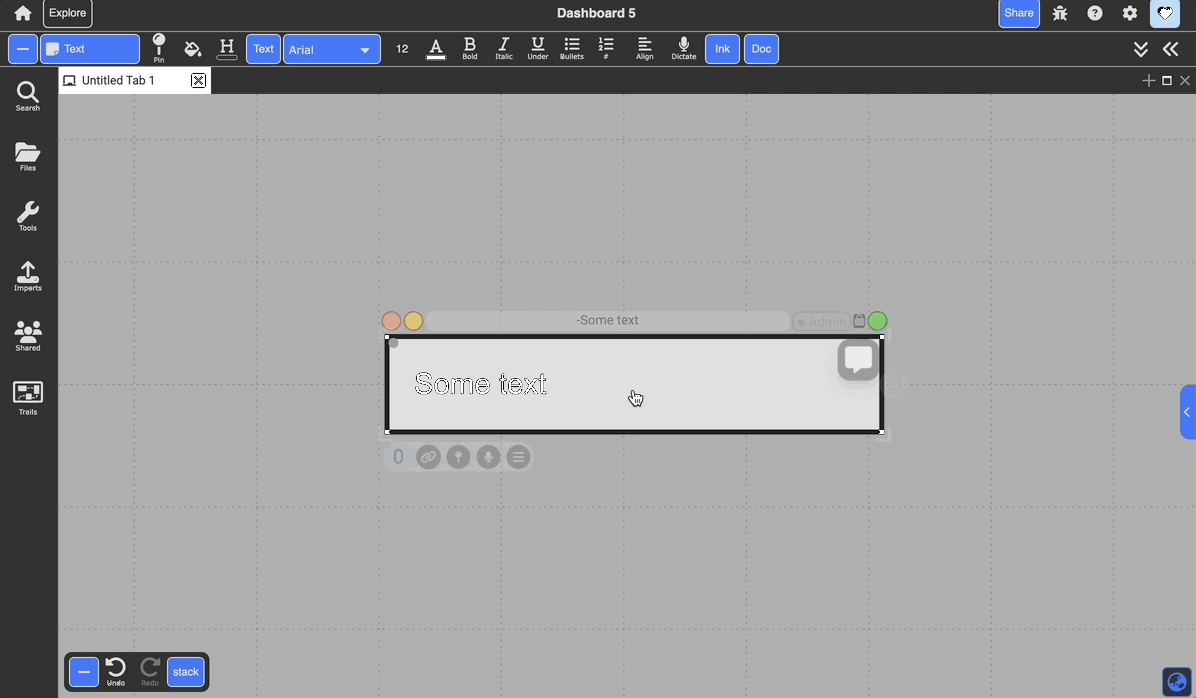 Explore
Dashboard 5
Share
Text
Pin
H
Text
Arial
12
A
B
Bold
I
Italic
U
Under
Bullets
#
Align
Dictate
Ink
Doc
Untitled Tab 1
Search
Files
Tools
Imports
Shared
Trails
-Some text
Admin
Some text
0
Undo
Redo
stack